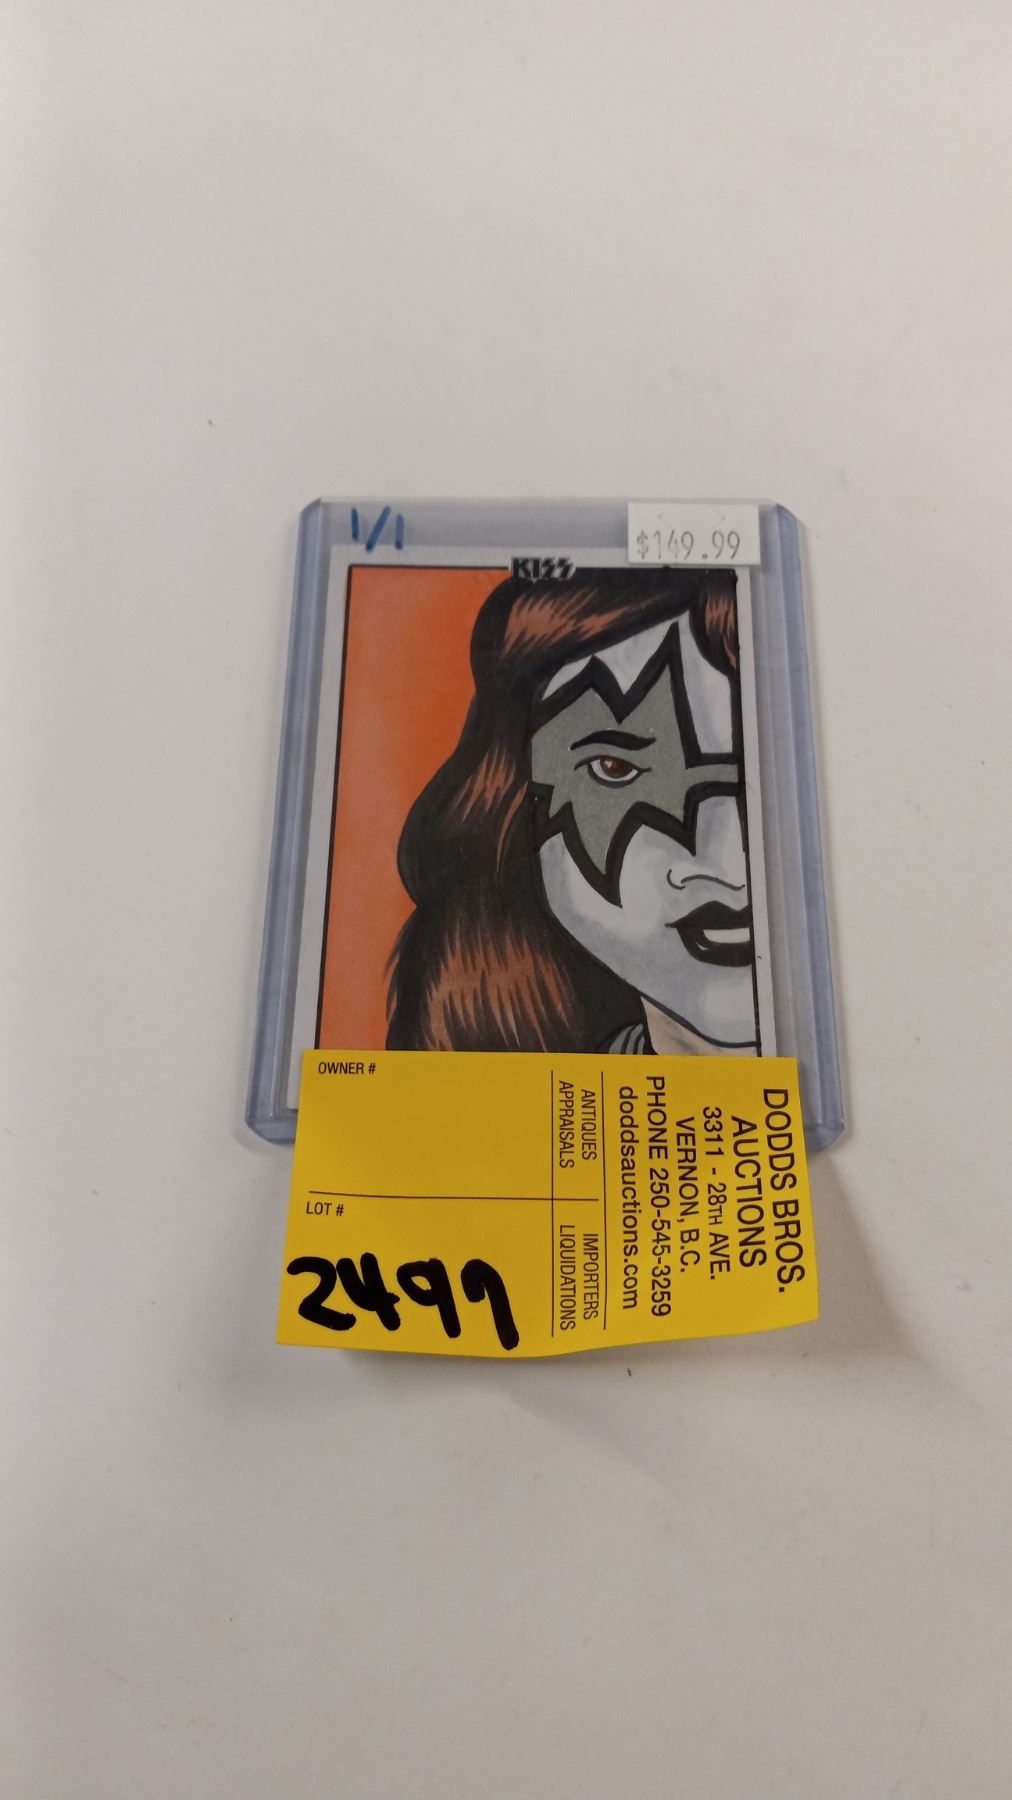 1/1
$149.99
KISS
OWNER #
LOT #
2497
ANTIQUES
APPRAISALS
IMPORTERS
LIQUIDATIONS
DODDS BROS.
AUCTIONS
3311 - 28TH AVE.
VERNON, B.C.
PHONE 250-545-3259
doddsauctions.com